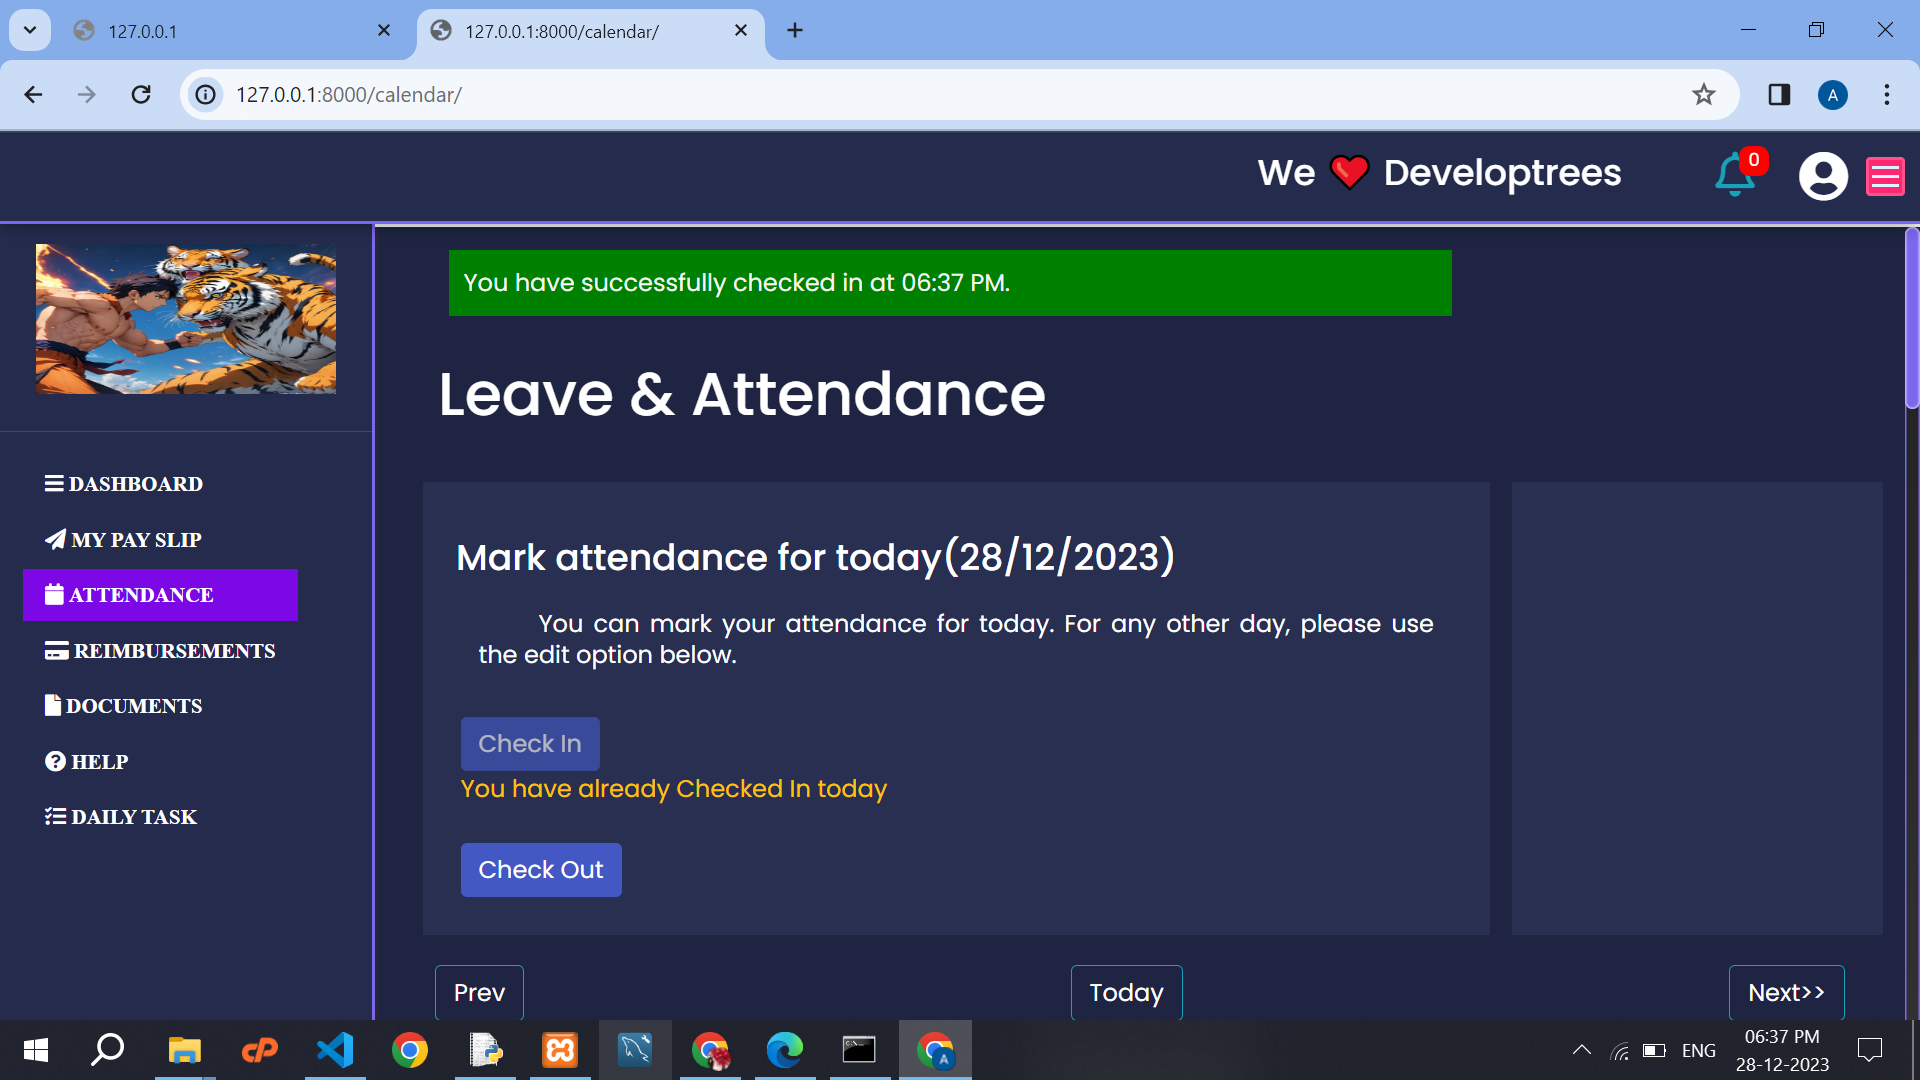 127.0.0.1
127.0.0.1:8000/calendar/
127.0.0.1:8000/calendar/
A
We ❤ Developtrees
0
You have successfully checked in at 06:37 PM.
Leave & Attendance
DASHBOARD
MY PAY SLIP
ATTENDANCE
REIMBURSEMENTS
DOCUMENTS
HELP
DAILY TASK
Mark attendance for today(28/12/2023)
You can mark your attendance for today. For any other day, please use
the edit option below.
Check In
You have already Checked In today
Check Out
Prev
Today
Next>>
ENG
06:37 PM
28-12-2023